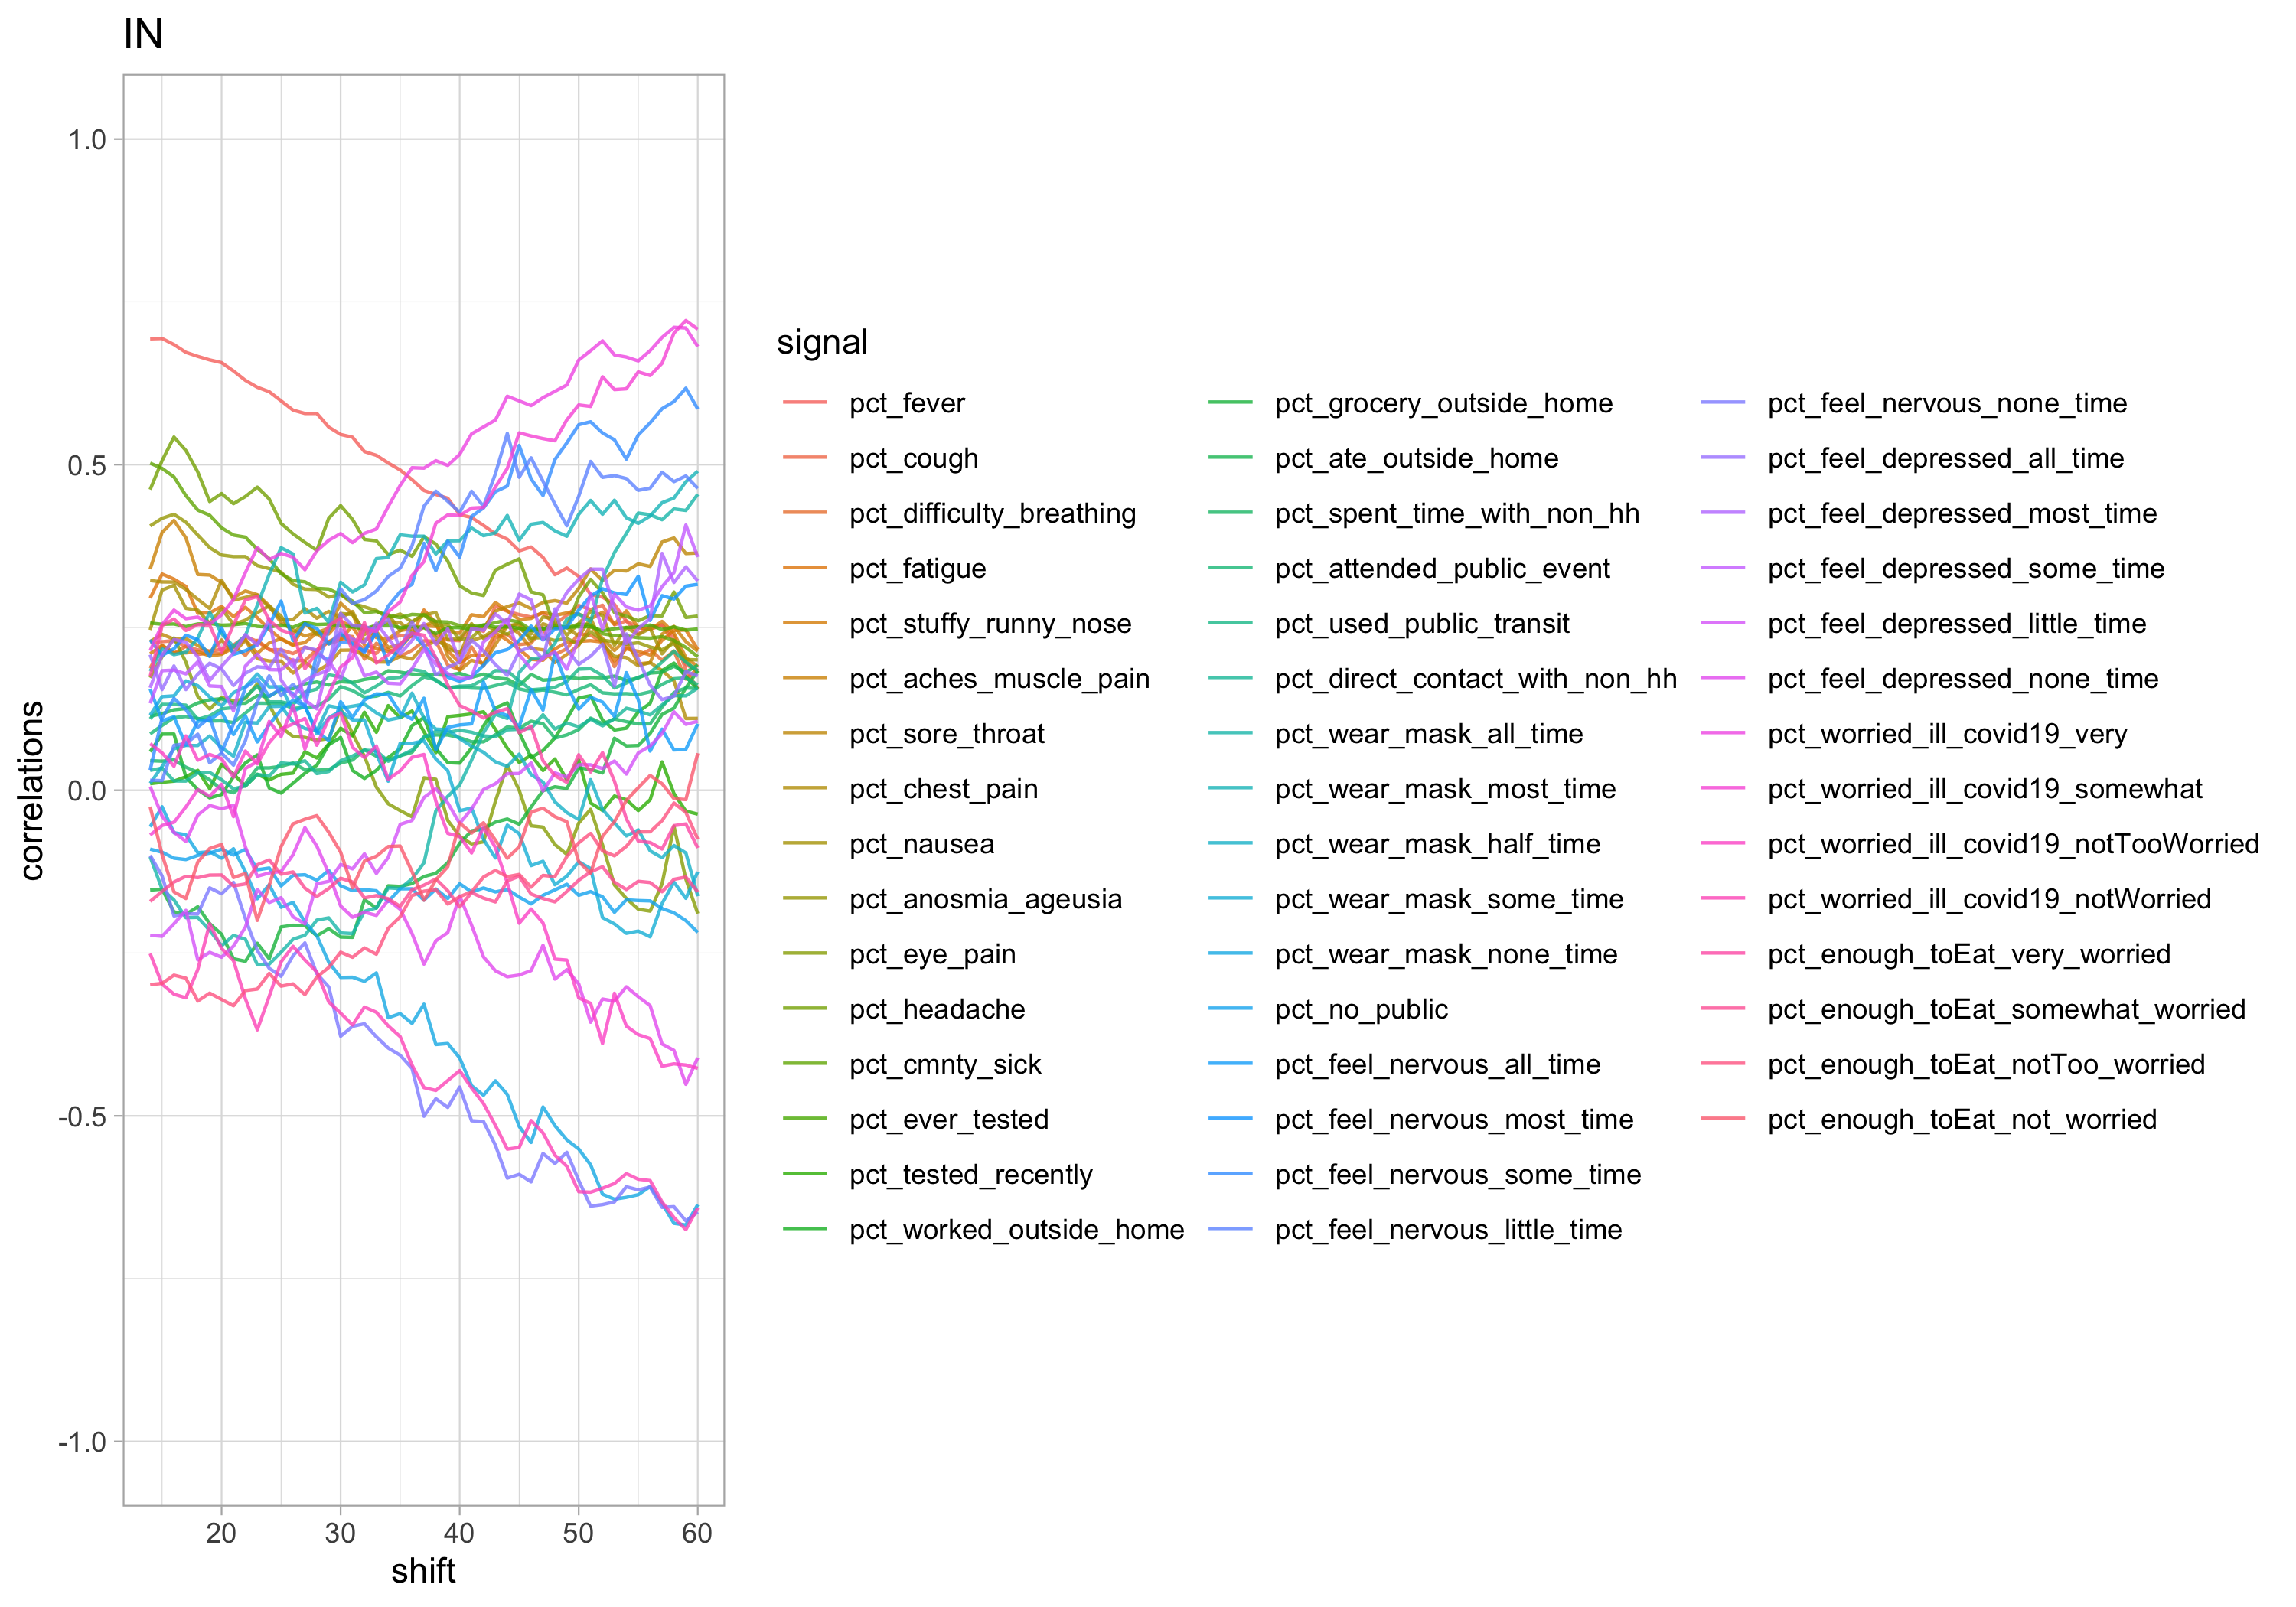 IN
1.0
0.5
0.0
-0.5
-1.0
correlations
20 30 40 50 60
shift
signal
pct_fever
pct_cough
pct_difficulty_breathing
pct_fatigue
pct_stuffy_runny_nose
pct_aches_muscle_pain
pct_sore_throat
pct_chest_pain
pct_nausea
pct_anosmia_ageusia
pct_eye_pain
pct_headache
pct_cmnty_sick
pct_ever_tested
pct_tested_recently
pct_worked_outside_home
pct_grocery_outside_home
pct_ate_outside_home
pct_spent_time_with_non_hh
pct_attended_public_event
pct_used_public_transit
pct_direct_contact_with_non_hh
pct_wear_mask_all_time
pct_wear_mask_most_time
pct_wear_mask_half_time
pct_wear_mask_some_time
pct_wear_mask_none_time
pct_no_public
pct_feel_nervous_all_time
pct_feel_nervous_most_time
pct_feel_nervous_some_time
pct_feel_nervous_little_time
pct_feel_nervous_none_time
pct_feel_depressed_all_time
pct_feel_depressed_most_time
pct_feel_depressed_some_time
pct_feel_depressed_little_time
pct_feel_depressed_none_time
pct_worried_ill_covid19_very
pct_worried_ill_covid19_somewhat
pct_worried_ill_covid19_notTooWorried
pct_worried_ill_covid19_notWorried
pct_enough_toEat_very_worried
pct_enough_toEat_somewhat_worried
pct_enough_toEat_notToo_worried
pct_enough_toEat_not_worried